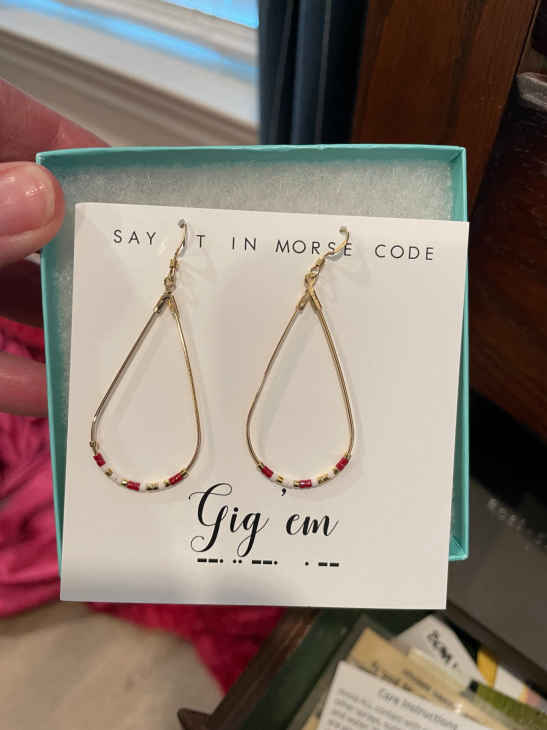 SAY IT IN MORSE CODE
Gig 'em
--. .. --. . --
Care Instructions